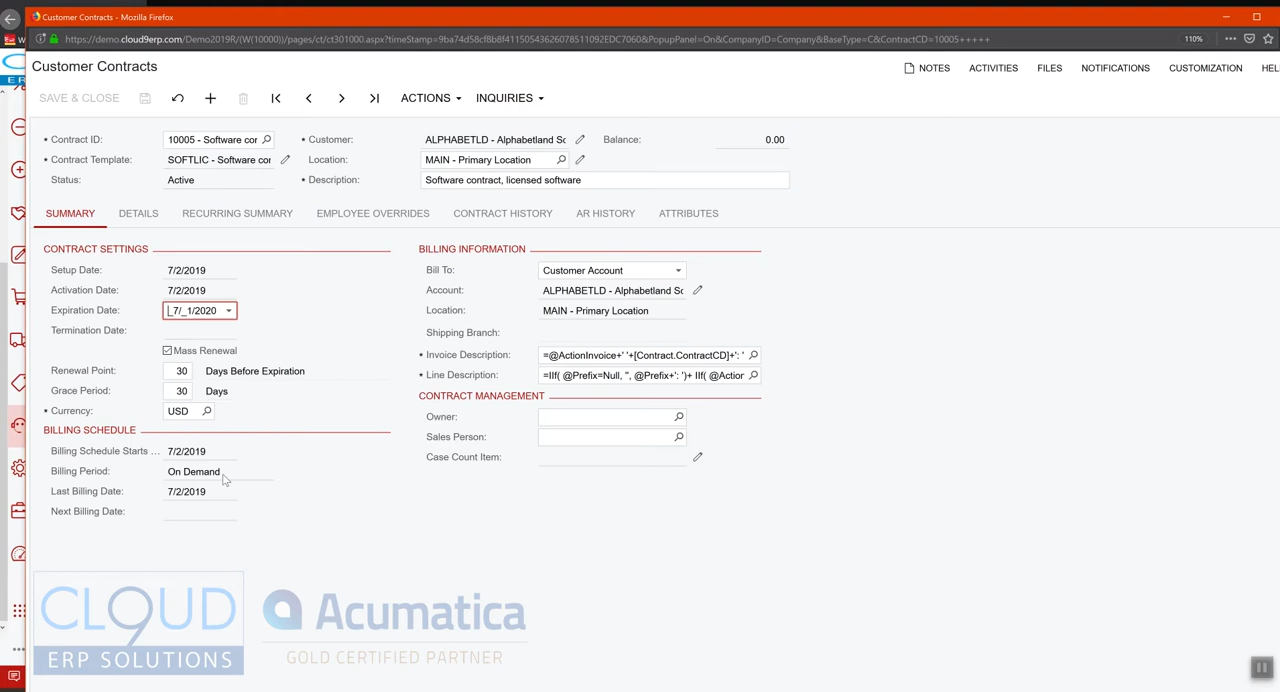 Customer Contracts - Mozilla Firefox
https://demo.cloud9erp.com/Demo2019R/(W(10000))/pages/ct/ct301000.aspx?timeStamp=9ba74d58cf8b8f41150543626078511092EDC7060&PopupPanel=On&CompanyID=Company&BaseType=C&ContractCD=10005+++++
110%
Customer Contracts
NOTES ACTIVITIES FILES NOTIFICATIONS CUSTOMIZATION HEL
SAVE & CLOSE ACTIONS INQUIRIES
Contract ID: 10005 - Software cor Customer: ALPHABETLD - Alphabetland Sc Balance: 0.00
Contract Template: SOFTLIC - Software cor Location: MAIN - Primary Location
Status: Active Description: Software contract, licensed software
SUMMARY DETAILS RECURRING SUMMARY EMPLOYEE OVERRIDES CONTRACT HISTORY AR HISTORY ATTRIBUTES
CONTRACT SETTINGS BILLING INFORMATION
Setup Date: 7/2/2019 Bill To: Customer Account
Activation Date: 7/2/2019 Account: ALPHABETLD - Alphabetland Sc
Expiration Date: _7/_1/2020 Location: MAIN - Primary Location
Termination Date: Shipping Branch:
Mass Renewal Invoice Description: =@ActionInvoice+' '+[Contract.ContractCD]+': '
Renewal Point: 30 Days Before Expiration Line Description: =IIf( @Prefix=Null, '', @Prefix+': ')+ IIf( @Action
Grace Period: 30 Days CONTRACT MANAGEMENT
Currency: USD Owner:
BILLING SCHEDULE Sales Person:
Billing Schedule Starts ... 7/2/2019 Case Count Item:
Billing Period: On Demand
Last Billing Date: 7/2/2019
Next Billing Date:
CLOUD
9
ERP SOLUTIONS
Acumatica
GOLD CERTIFIED PARTNER